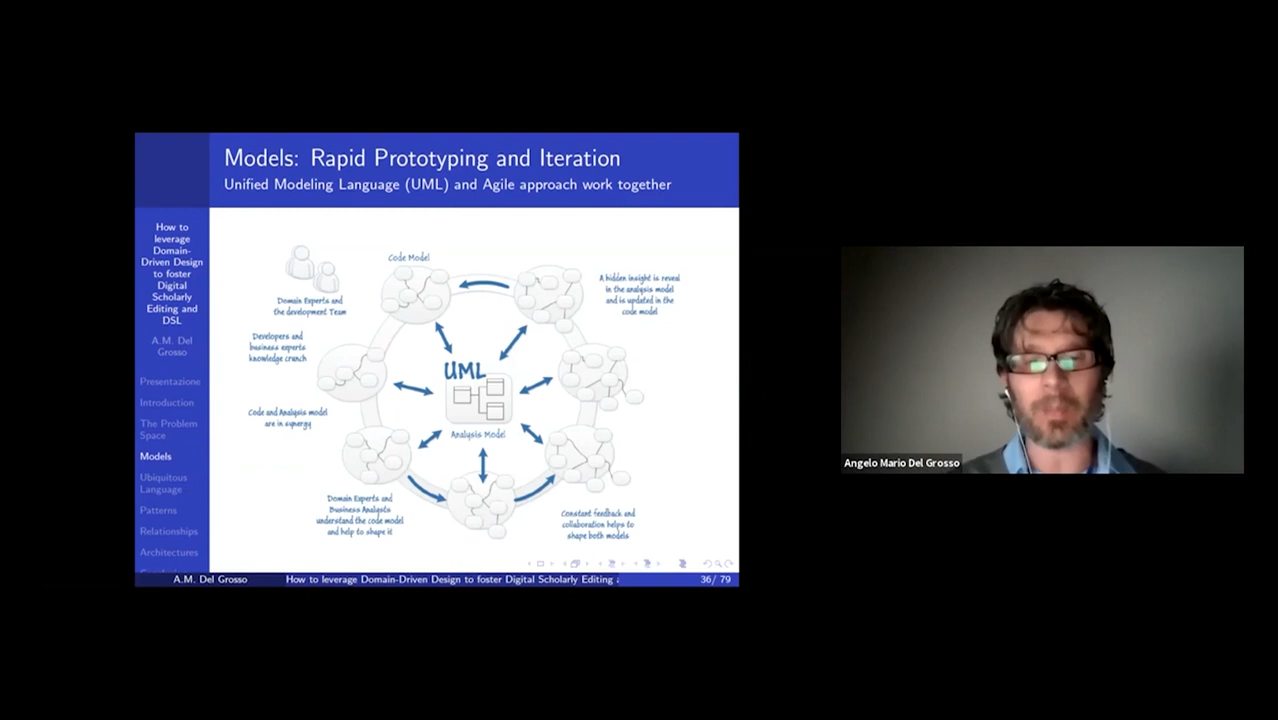 Models: Rapid Prototyping and Iteration
Unified Modeling Language (UML) and Agile approach work together
How to
leverage
Domain-
Driven Design
to foster
Digital
Scholarly
Editing and
DSL
A.M. Del
Grosso
Presentazione
Introduction
The Problem
Space
Models
Ubiquitous
Language
Patterns
Relationships
Architectures
Code Model
Domain Experts and
the development Team
A hidden insight is reveal
in the analysis model
and is updated in the
code model
Developers and
business experts
knowledge crunch
UML
Analysis Model
Code and Analysis model
are in synergy
Domain Experts and
Business Analysts
understand the code model
and help to shape it
Constant feedback and
collaboration helps to
shape both models
A.M. Del Grosso
How to leverage Domain-Driven Design to foster Digital Scholarly Editing a
36/ 79
Angelo Mario Del Grosso